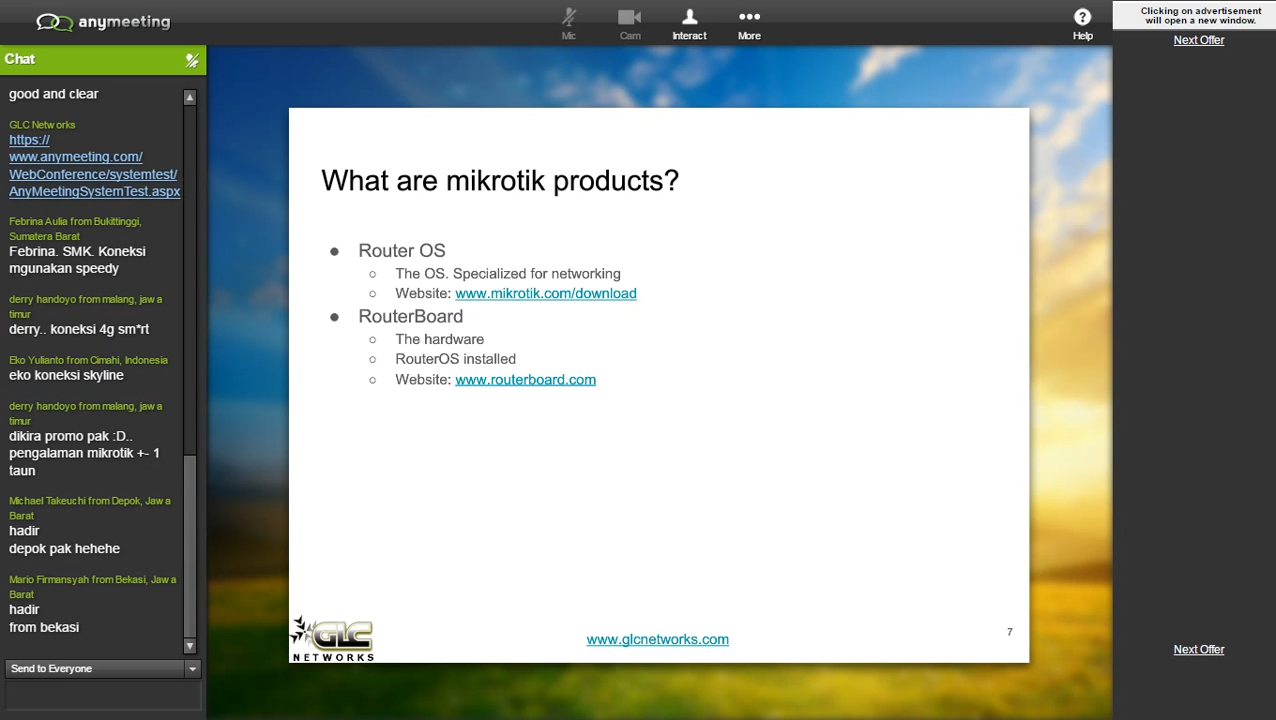 anymeeting
Mic
Cam
Interact
More
Help
Clicking on advertisement
will open a new window.
Next Offer
Chat
good and clear
GLC Networks
https://
www.anymeeting.com/
WebConference/systemtest/
AnyMeetingSystemTest.aspx
Febrina Aulia from Bukittinggi,
Sumatera Barat
Febrina. SMK. Koneksi
mgunakan speedy
derry handoyo from malang, jawa
timur
derry.. koneksi 4g sm*rt
Eko Yulianto from Cimahi, Indonesia
eko koneksi skyline
derry handoyo from malang, jawa
timur
dikira promo pak :D..
pengalaman mikrotik +- 1
taun
Michael Takeuchi from Depok, Jawa
Barat
hadir
depok pak hehehe
Mario Firmansyah from Bekasi, Jawa
Barat
hadir
from bekasi
Send to Everyone
What are mikrotik products?
● Router OS
○ The OS. Specialized for networking
○ Website: www.mikrotik.com/download
● RouterBoard
○ The hardware
○ RouterOS installed
○ Website: www.routerboard.com
GLC
NETWORKS
www.glcnetworks.com
7
Next Offer